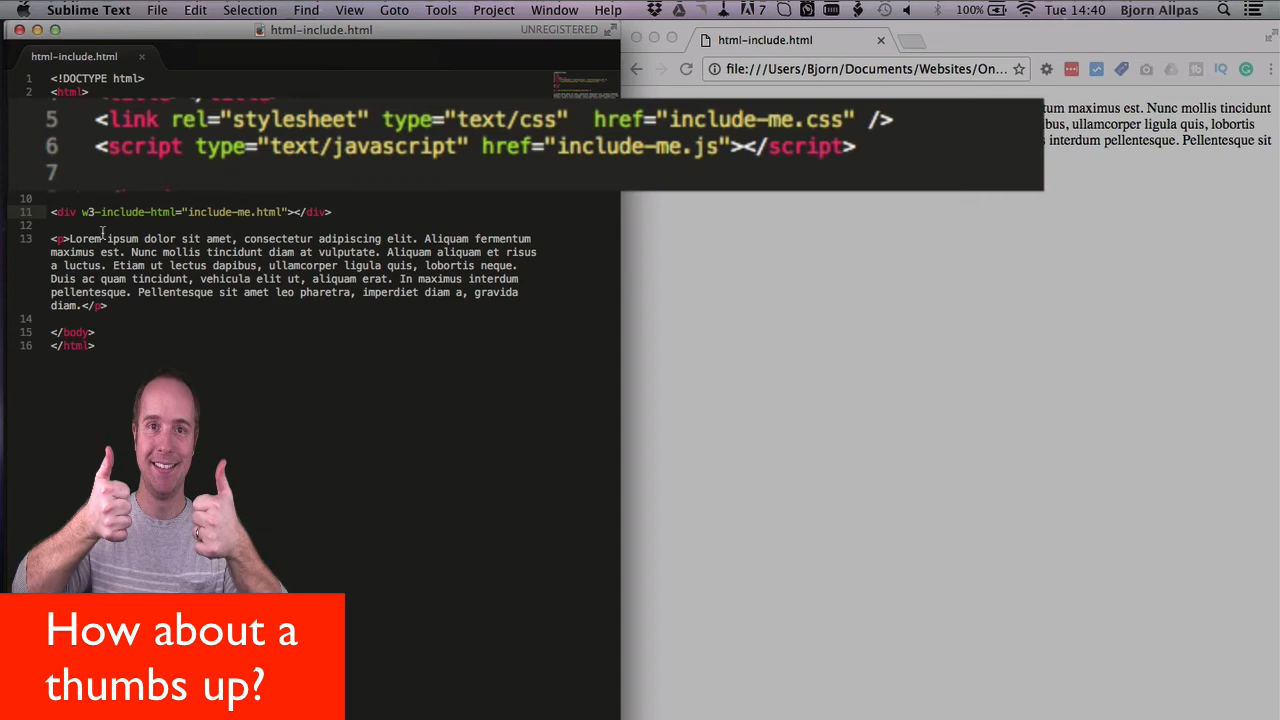 Sublime Text File Edit Selection Find View Goto Tools Project Window Help 7 100% Tue 14:40 Bjorn Allpas
html-include.html UNREGISTERED
html-include.html
html-include.html
file:///Users/Bjorn/Documents/Websites/On...
1 <!DOCTYPE html>
2 <html>
5 <link rel="stylesheet" type="text/css" href="include-me.css" />
6 <script type="text/javascript" href="include-me.js"></script>
7
10
11 <div w3-include-html="include-me.html"></div>
12
13 <p>Lorem ipsum dolor sit amet, consectetur adipiscing elit. Aliquam fermentum
maximus est. Nunc mollis tincidunt diam at vulputate. Aliquam aliquam et risus
a luctus. Etiam ut lectus dapibus, ullamcorper ligula quis, lobortis neque.
Duis ac quam tincidunt, vehicula elit ut, aliquam erat. In maximus interdum
pellentesque. Pellentesque sit amet leo pharetra, imperdiet diam a, gravida
diam.</p>
14
15 </body>
16 </html>
tum maximus est. Nunc mollis tincidunt
ibus, ullamcorper ligula quis, lobortis
s interdum pellentesque. Pellentesque sit
How about a
thumbs up?